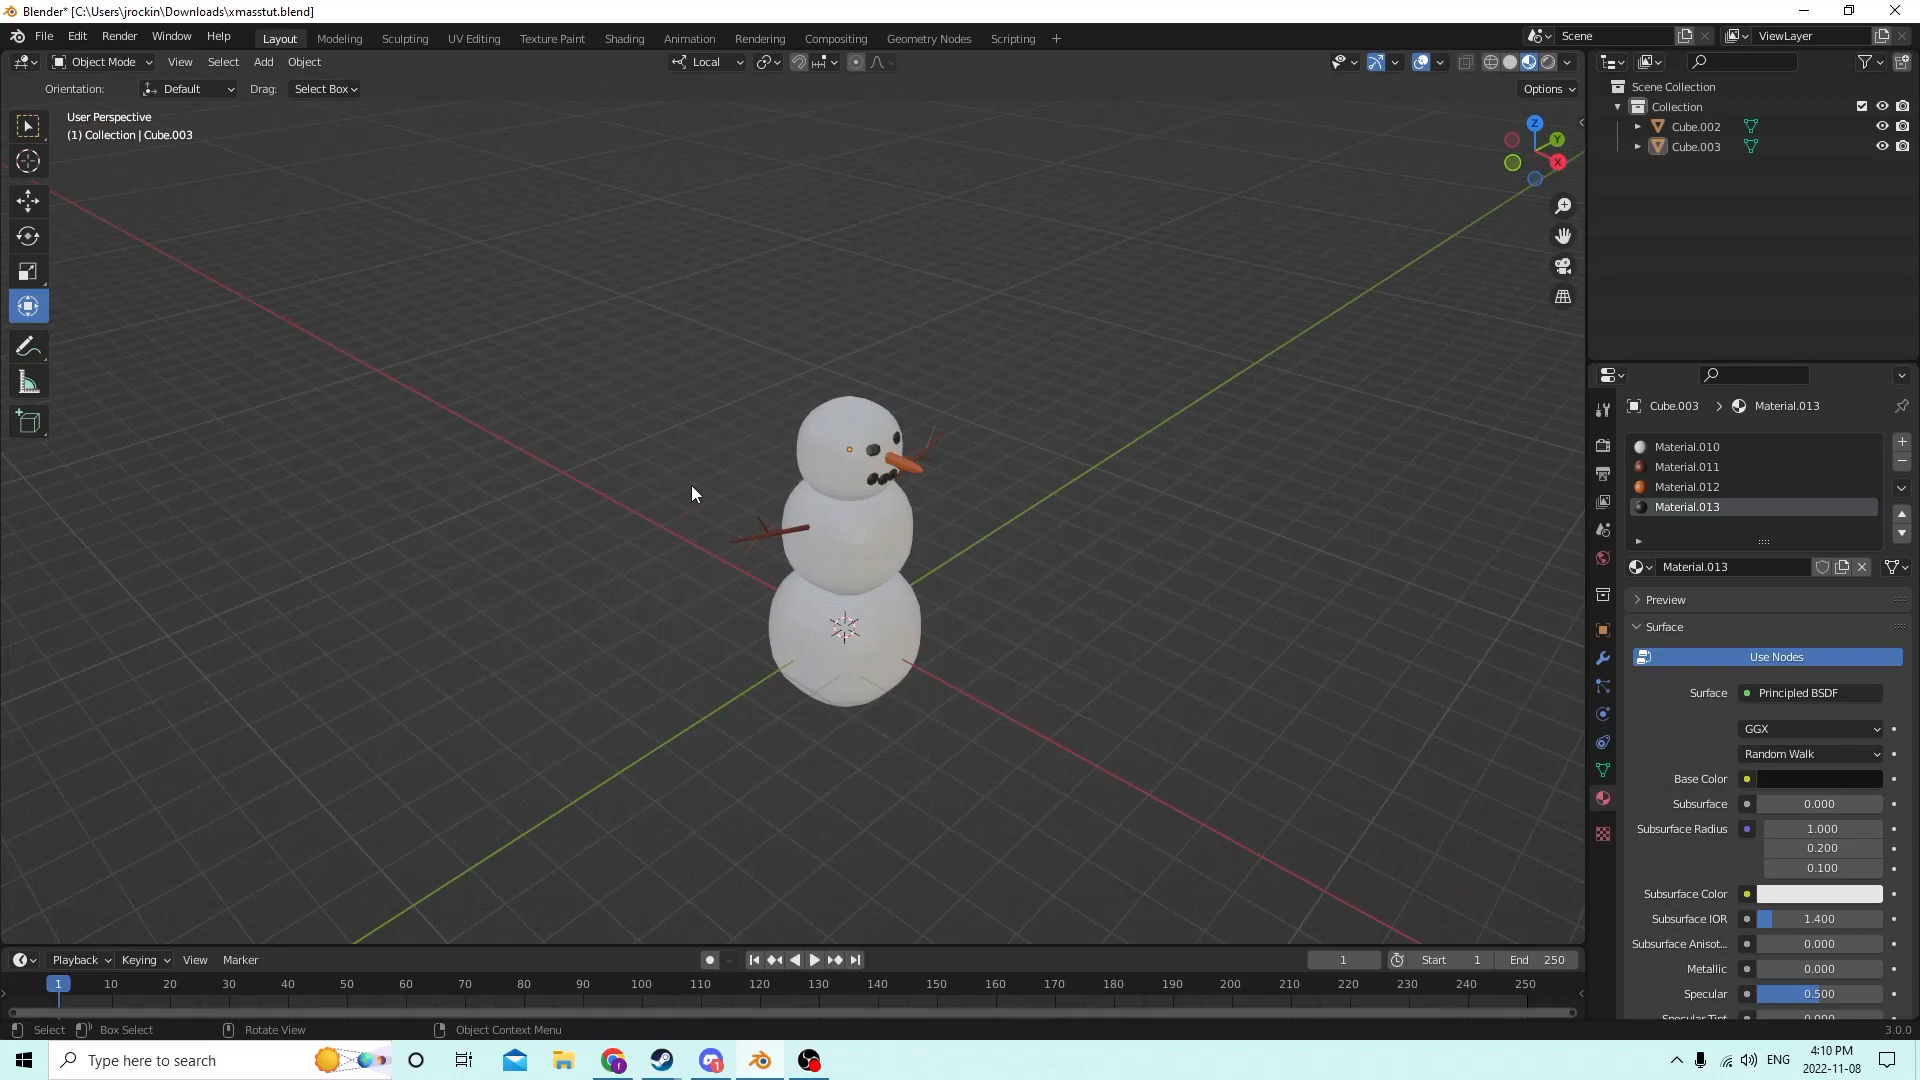 Blender* [C:\Users\jrockin\Downloads\xmasstut.blend]
File Edit Render Window Help Layout Modeling Sculpting UV Editing Texture Paint Shading Animation Rendering Compositing Geometry Nodes Scripting + Scene ViewLayer
Object Mode View Select Add Object Local
Orientation: Default Drag: Select Box Options
User Perspective
(1) Collection | Cube.003
Z
Y
X
Scene Collection
Collection
Cube.002
Cube.003
Cube.003 > Material.013
Material.010
Material.011
Material.012
Material.013
Material.013
Preview
Surface
Use Nodes
Surface Principled BSDF
GGX
Random Walk
Base Color
Subsurface 0.000
Subsurface Radius 1.000
0.200
0.100
Subsurface Color
Subsurface IOR 1.400
Subsurface Anisot... 0.000
Metallic 0.000
Specular 0.500
Specular Tint 0.000
Playback Keying View Marker 1 Start 1 End 250
1 10 20 30 40 50 60 70 80 90 100 110 120 130 140 150 160 170 180 190 200 210 220 230 240 250
Select Box Select Rotate View Object Context Menu 3.0.0
Type here to search 1 ENG 4:10 PM
2022-11-08